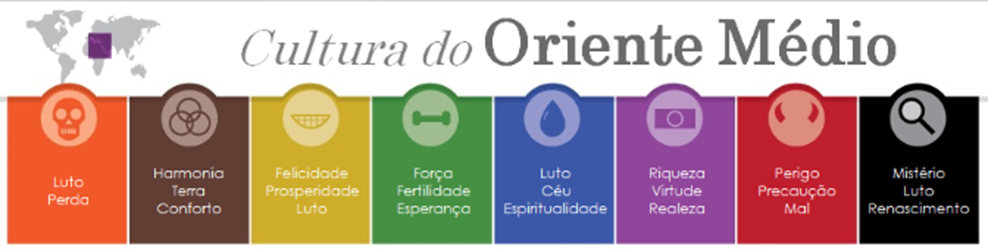 Cultura do Oriente Médio
Luto
Perda
Harmonia
Terra
Conforto
Felicidade
Prosperidade
Luto
Força
Fertilidade
Esperança
Luto
Céu
Espiritualidade
Riqueza
Virtude
Realeza
Perigo
Precaução
Mal
Mistério
Luto
Renascimento